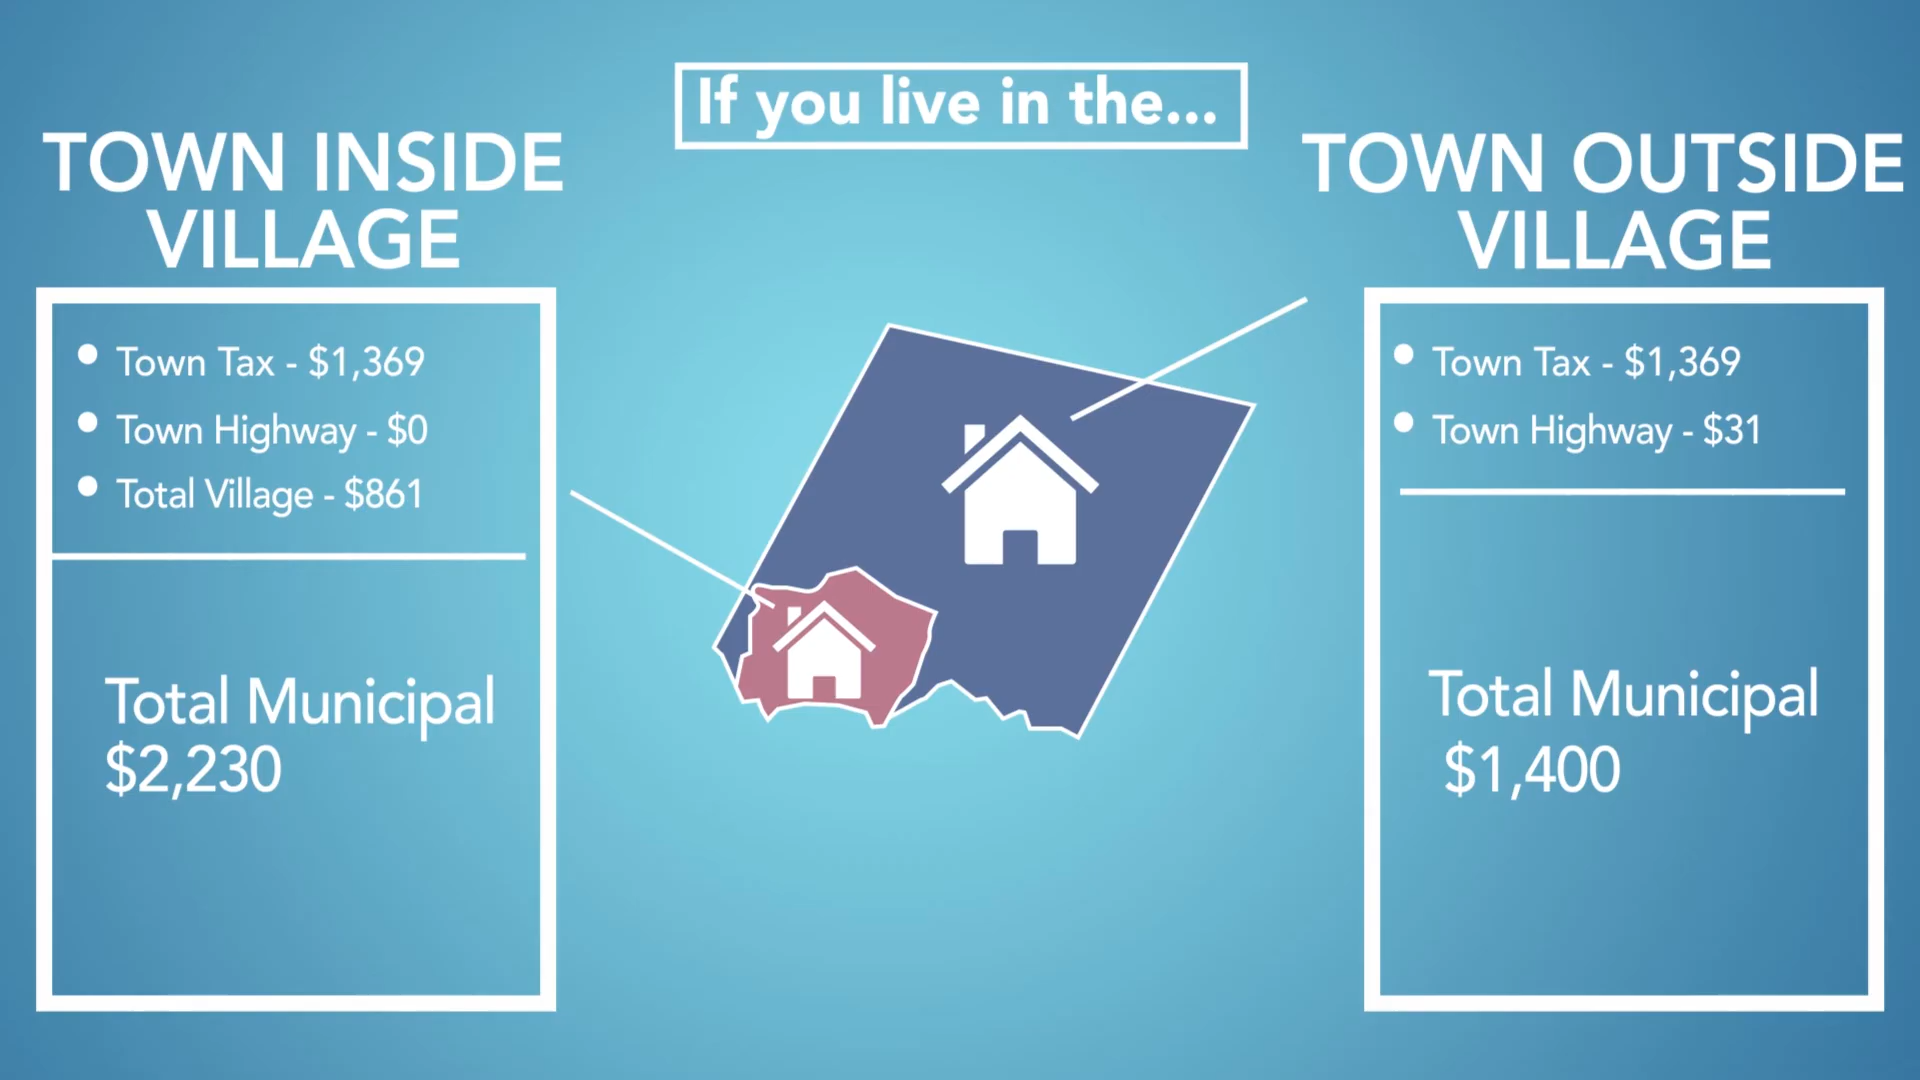 If you live in the...
TOWN INSIDE
VILLAGE
• Town Tax - $1,369
• Town Highway - $0
• Total Village - $861
Total Municipal
$2,230
TOWN OUTSIDE
VILLAGE
• Town Tax - $1,369
• Town Highway - $31
Total Municipal
$1,400